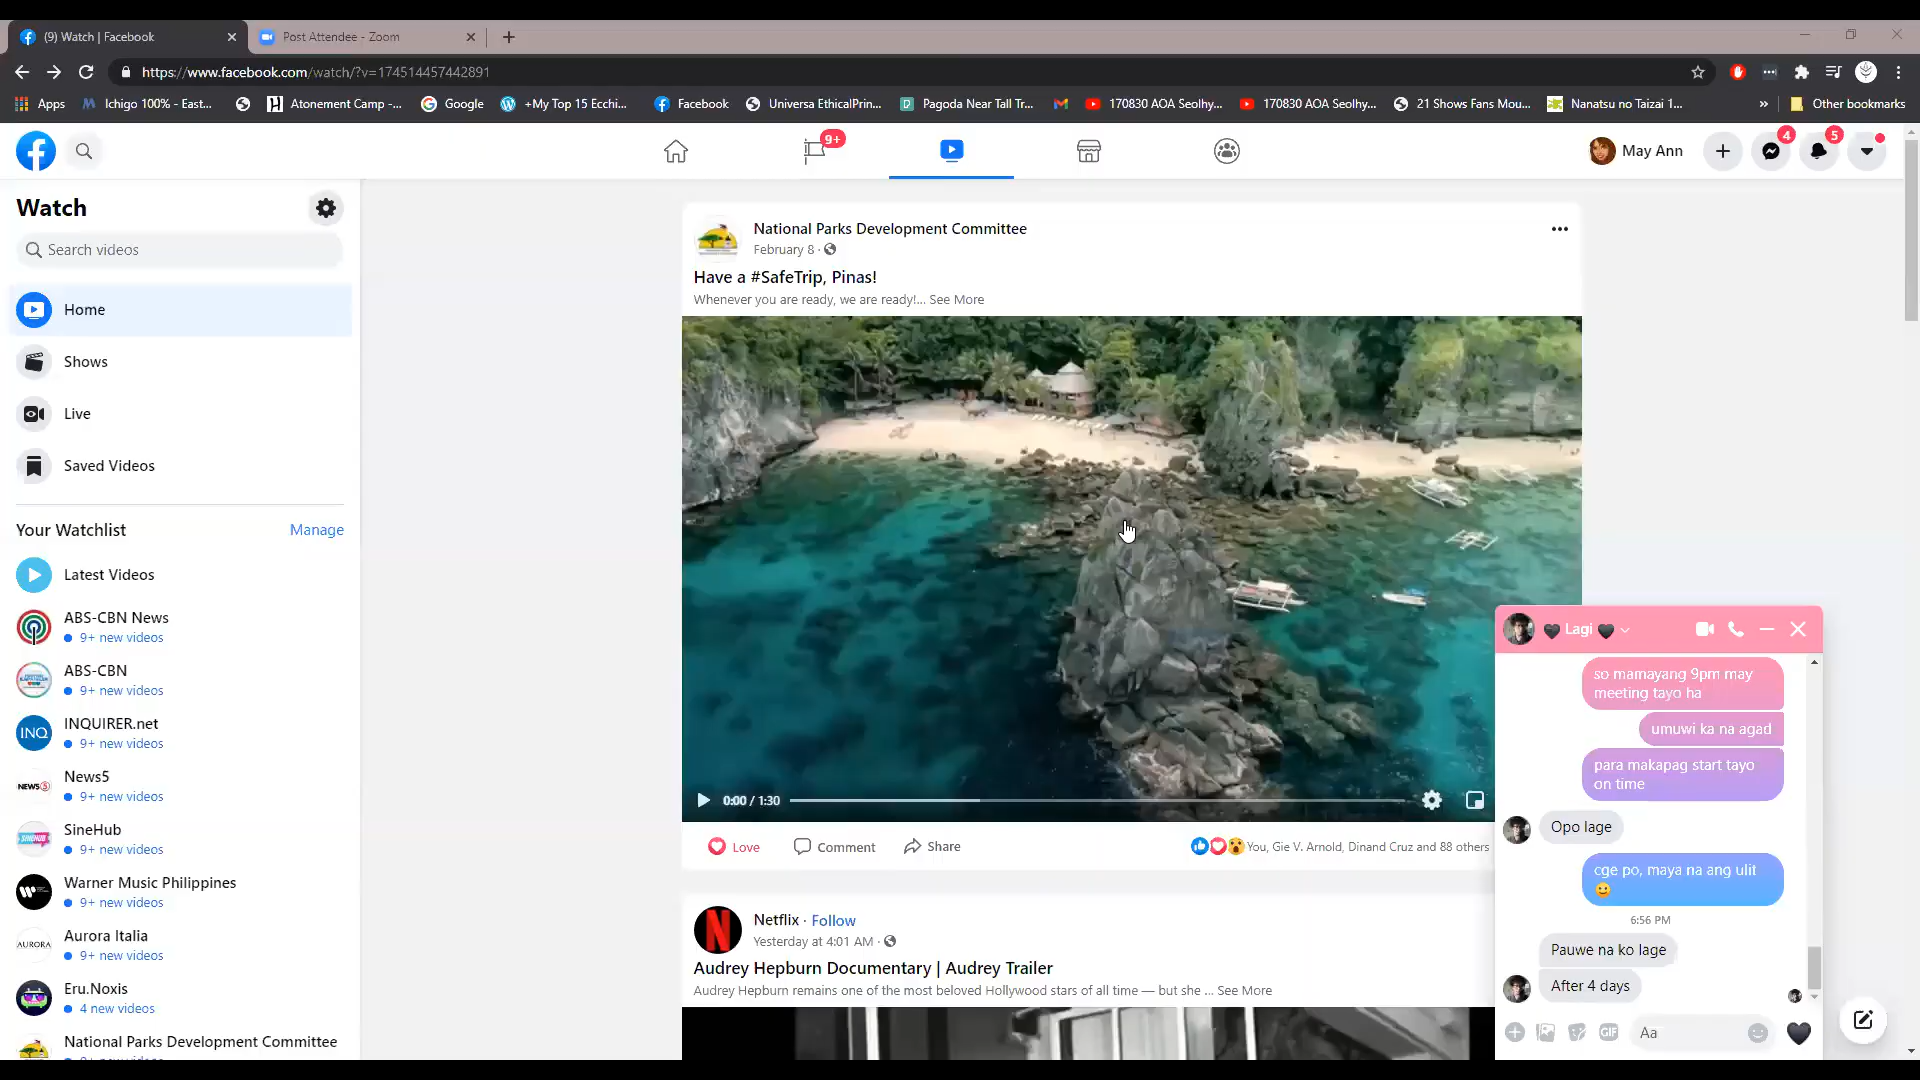 (9) Watch | Facebook
Post Attendee - Zoom
https://www.facebook.com/watch/?v=174514457442891
Apps
Ichigo 100% - East...
Atonement Camp -...
Google
+My Top 15 Ecchi...
Facebook
Universa EthicalPrin...
Pagoda Near Tall Tr...
170830 AOA Seolhy...
170830 AOA Seolhy...
21 Shows Fans Mou...
Nanatsu no Taizai 1...
»
Other bookmarks
9+
May Ann
4
5
Watch
Search videos
Home
Shows
Live
Saved Videos
Your Watchlist
Manage
Latest Videos
ABS-CBN News
9+ new videos
ABS-CBN
9+ new videos
INQ
INQUIRER.net
9+ new videos
NEWS5
News5
9+ new videos
SINEHUB
SineHub
9+ new videos
Warner Music Philippines
9+ new videos
AURORA
Aurora Italia
9+ new videos
Eru.Noxis
4 new videos
National Parks Development Committee
National Parks Development Committee
February 8 ·
Have a #SafeTrip, Pinas!
Whenever you are ready, we are ready!... See More
0:00 / 1:30
Love
Comment
Share
You, Gie V. Arnold, Dinand Cruz and 88 others
N
Netflix · Follow
Yesterday at 4:01 AM ·
Audrey Hepburn Documentary | Audrey Trailer
Audrey Hepburn remains one of the most beloved Hollywood stars of all time — but she ... See More
🖤 Lagi 🖤
so mamayang 9pm may
meeting tayo ha
umuwi ka na agad
para makapag start tayo
on time
Opo lage
cge po, maya na ang ulit
😉
6:56 PM
Pauwe na ko lage
After 4 days
GIF
Aa